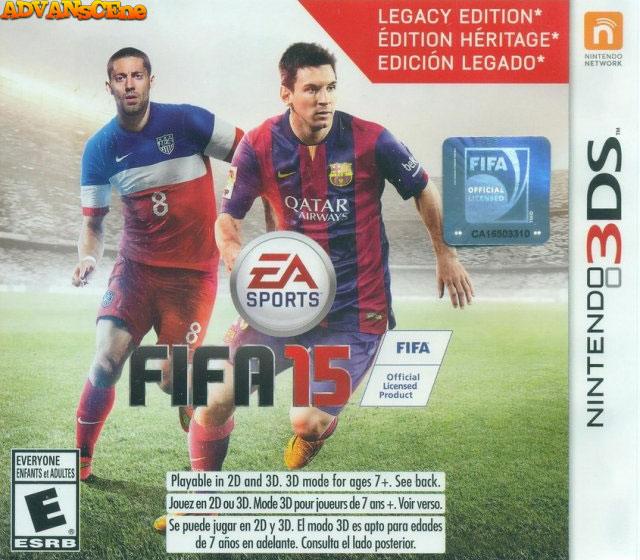 ADVANsCEne
LEGACY EDITION*
ÉDITION HÉRITAGE*
EDICIÓN LEGADO*
NINTENDO
NETWORK
NINTENDO 3DS™
FIFA
OFFICIAL
LICENSED
CA16503310
8
QATAR
AIRWAYS
beko
8
EA
SPORTS
FIFA 15
FIFA
Official
Licensed
Product
EVERYONE
ENFANTS et ADULTES
E
ESRB
Playable in 2D and 3D. 3D mode for ages 7+. See back.
Jouez en 2D ou 3D. Mode 3D pour joueurs de 7 ans +. Voir verso.
Se puede jugar en 2D y 3D. El modo 3D es apto para edades
de 7 años en adelante. Consulta el lado posterior.